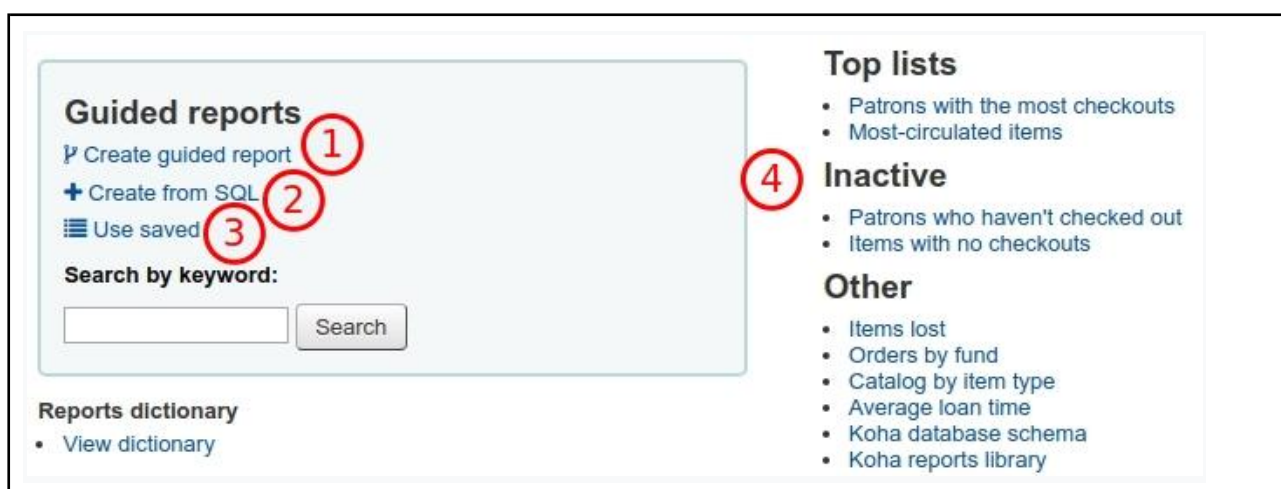 Guided reports
Create guided report 1
Create from SQL 2
Use saved 3
Search by keyword:
Search
Reports dictionary
• View dictionary
4
Top lists
• Patrons with the most checkouts
• Most-circulated items
Inactive
• Patrons who haven't checked out
• Items with no checkouts
Other
• Items lost
• Orders by fund
• Catalog by item type
• Average loan time
• Koha database schema
• Koha reports library